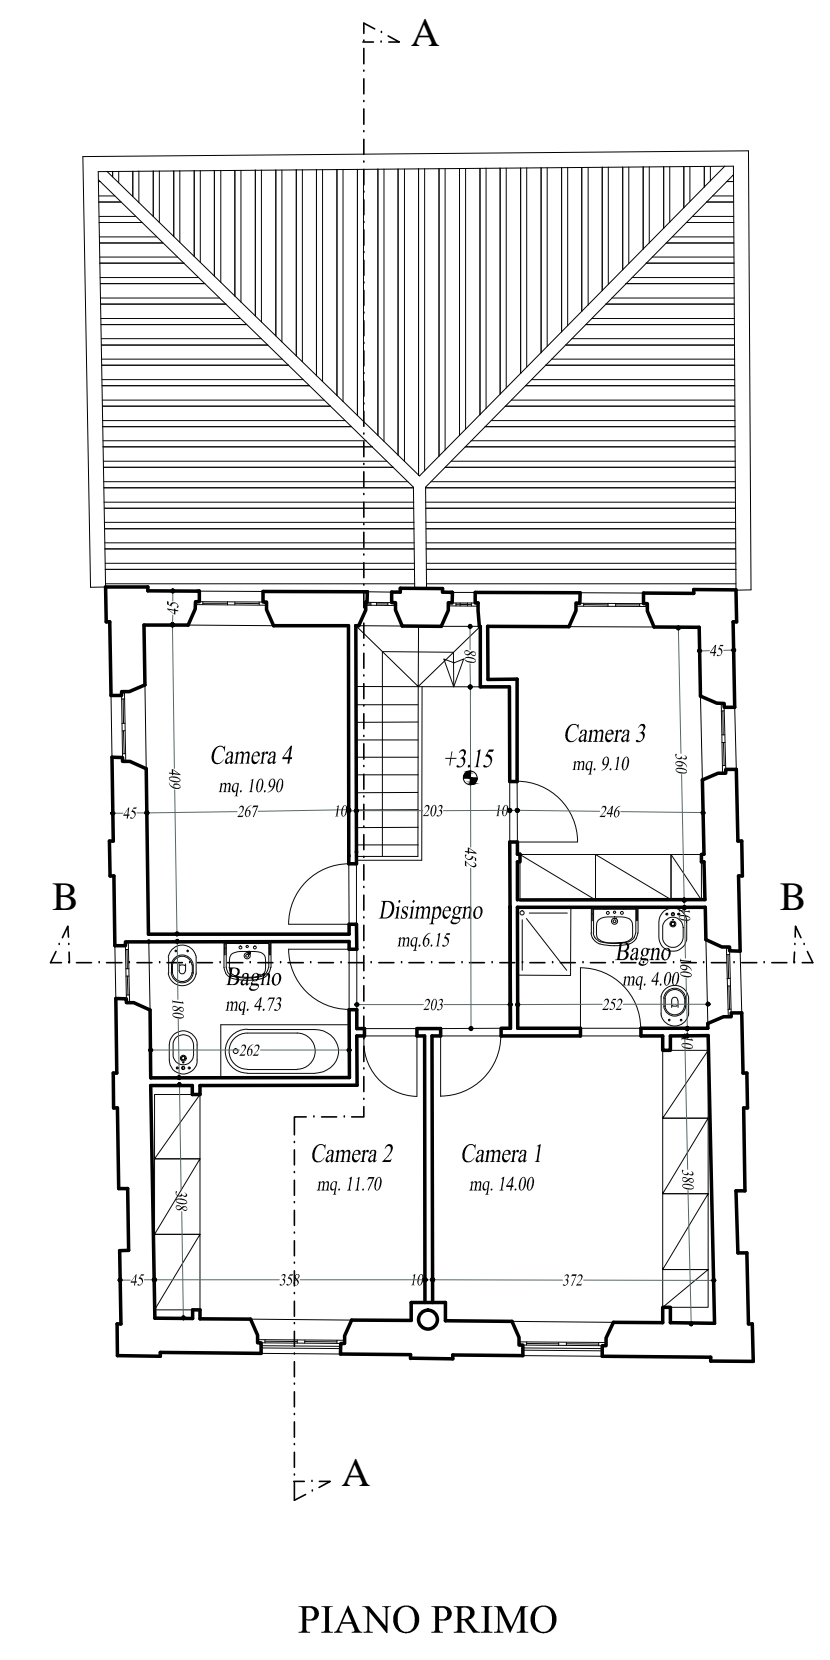 A
45
80
45
Camera 3
mq. 9.10
Camera 4
mq. 10.90
+3.15
409
360
45
267
10
203
10
246
452
B
B
Disimpegno
mq.6.15
10
Bagno
mq. 4.00
160
Bagno
mq. 4.73
180
203
252
262
10
Camera 2
mq. 11.70
Camera 1
mq. 14.00
308
380
45
358
10
372
A
PIANO PRIMO